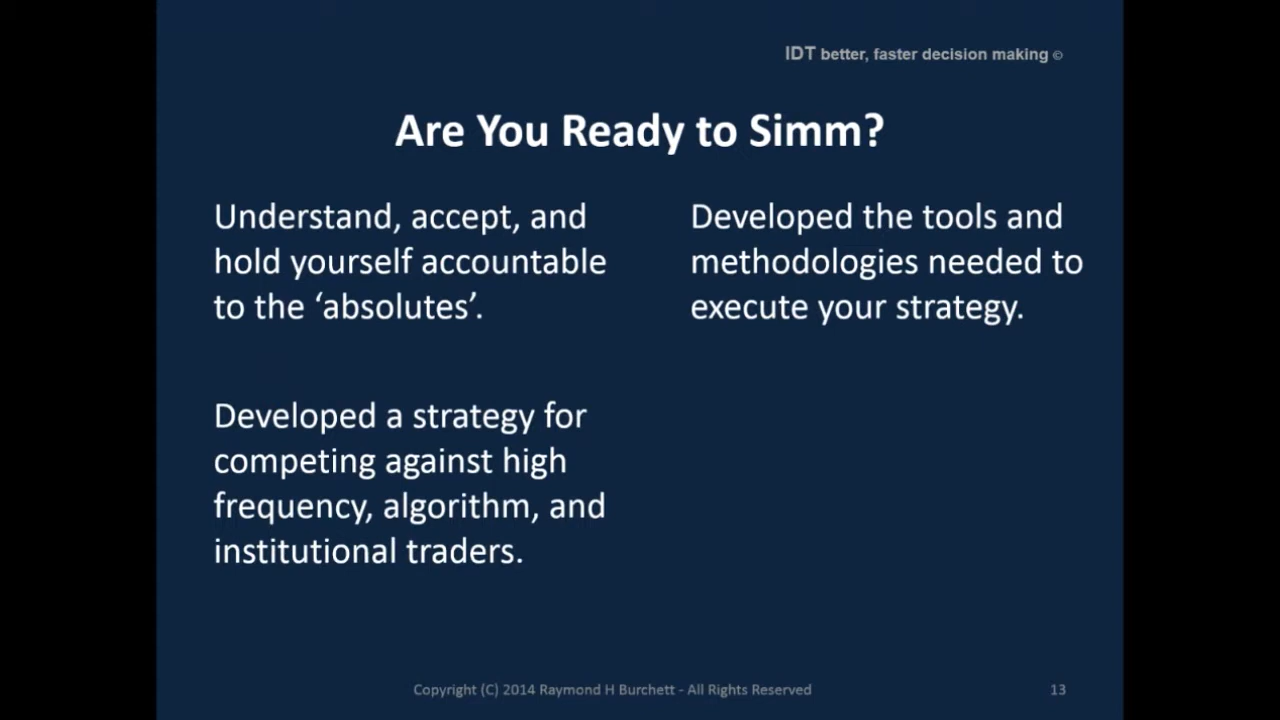 IDT better, faster decision making ©
Are You Ready to Simm?
Understand, accept, and
hold yourself accountable
to the ‘absolutes’.
Developed a strategy for
competing against high
frequency, algorithm, and
institutional traders.
Developed the tools and
methodologies needed to
execute your strategy.
Copyright (C) 2014 Raymond H Burchett - All Rights Reserved
13